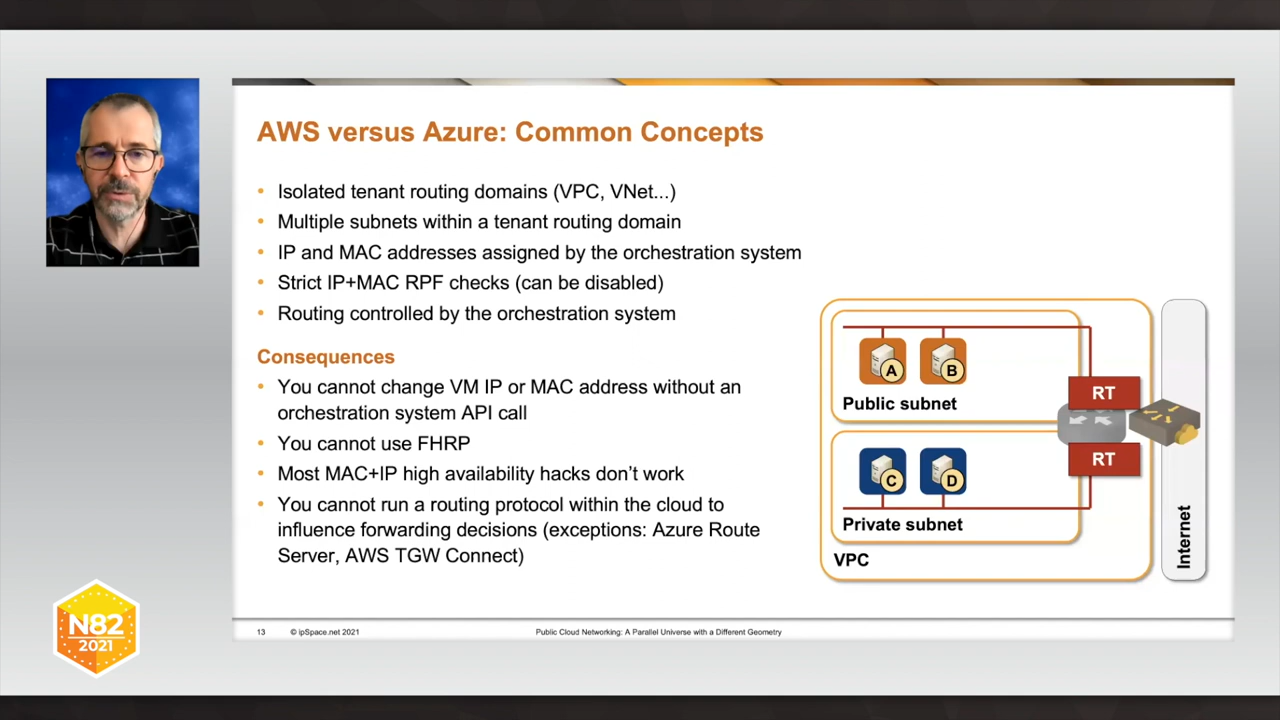 AWS versus Azure: Common Concepts
• Isolated tenant routing domains (VPC, VNet...)
• Multiple subnets within a tenant routing domain
• IP and MAC addresses assigned by the orchestration system
• Strict IP+MAC RPF checks (can be disabled)
• Routing controlled by the orchestration system
Consequences
• You cannot change VM IP or MAC address without an
orchestration system API call
• You cannot use FHRP
• Most MAC+IP high availability hacks don't work
• You cannot run a routing protocol within the cloud to
influence forwarding decisions (exceptions: Azure Route
Server, AWS TGW Connect)
A
B
Public subnet
RT
RT
C
D
Private subnet
VPC
Internet
N82
2021
13
© ipSpace.net 2021
Public Cloud Networking: A Parallel Universe with a Different Geometry